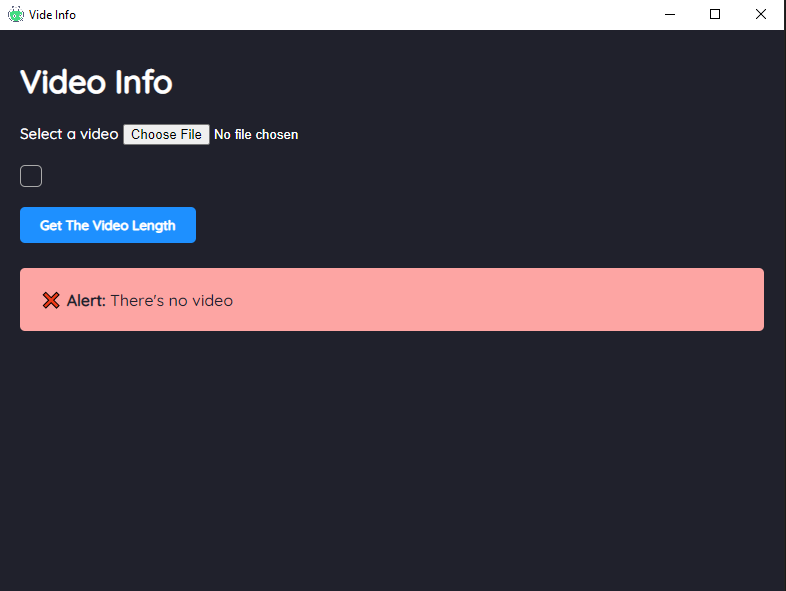 Vide Info
Video Info
Select a video Choose File No file chosen
Get The Video Length
Alert: There's no video